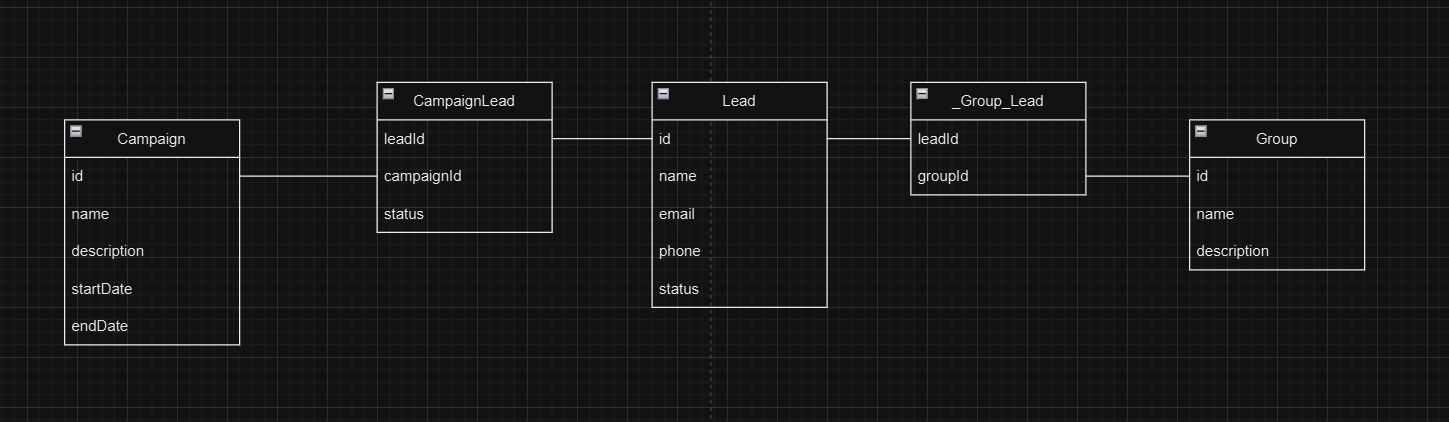 Campaign
id
name
description
startDate
endDate
CampaignLead
leadId
campaignId
status
Lead
id
name
email
phone
status
_Group_Lead
leadId
groupId
Group
id
name
description